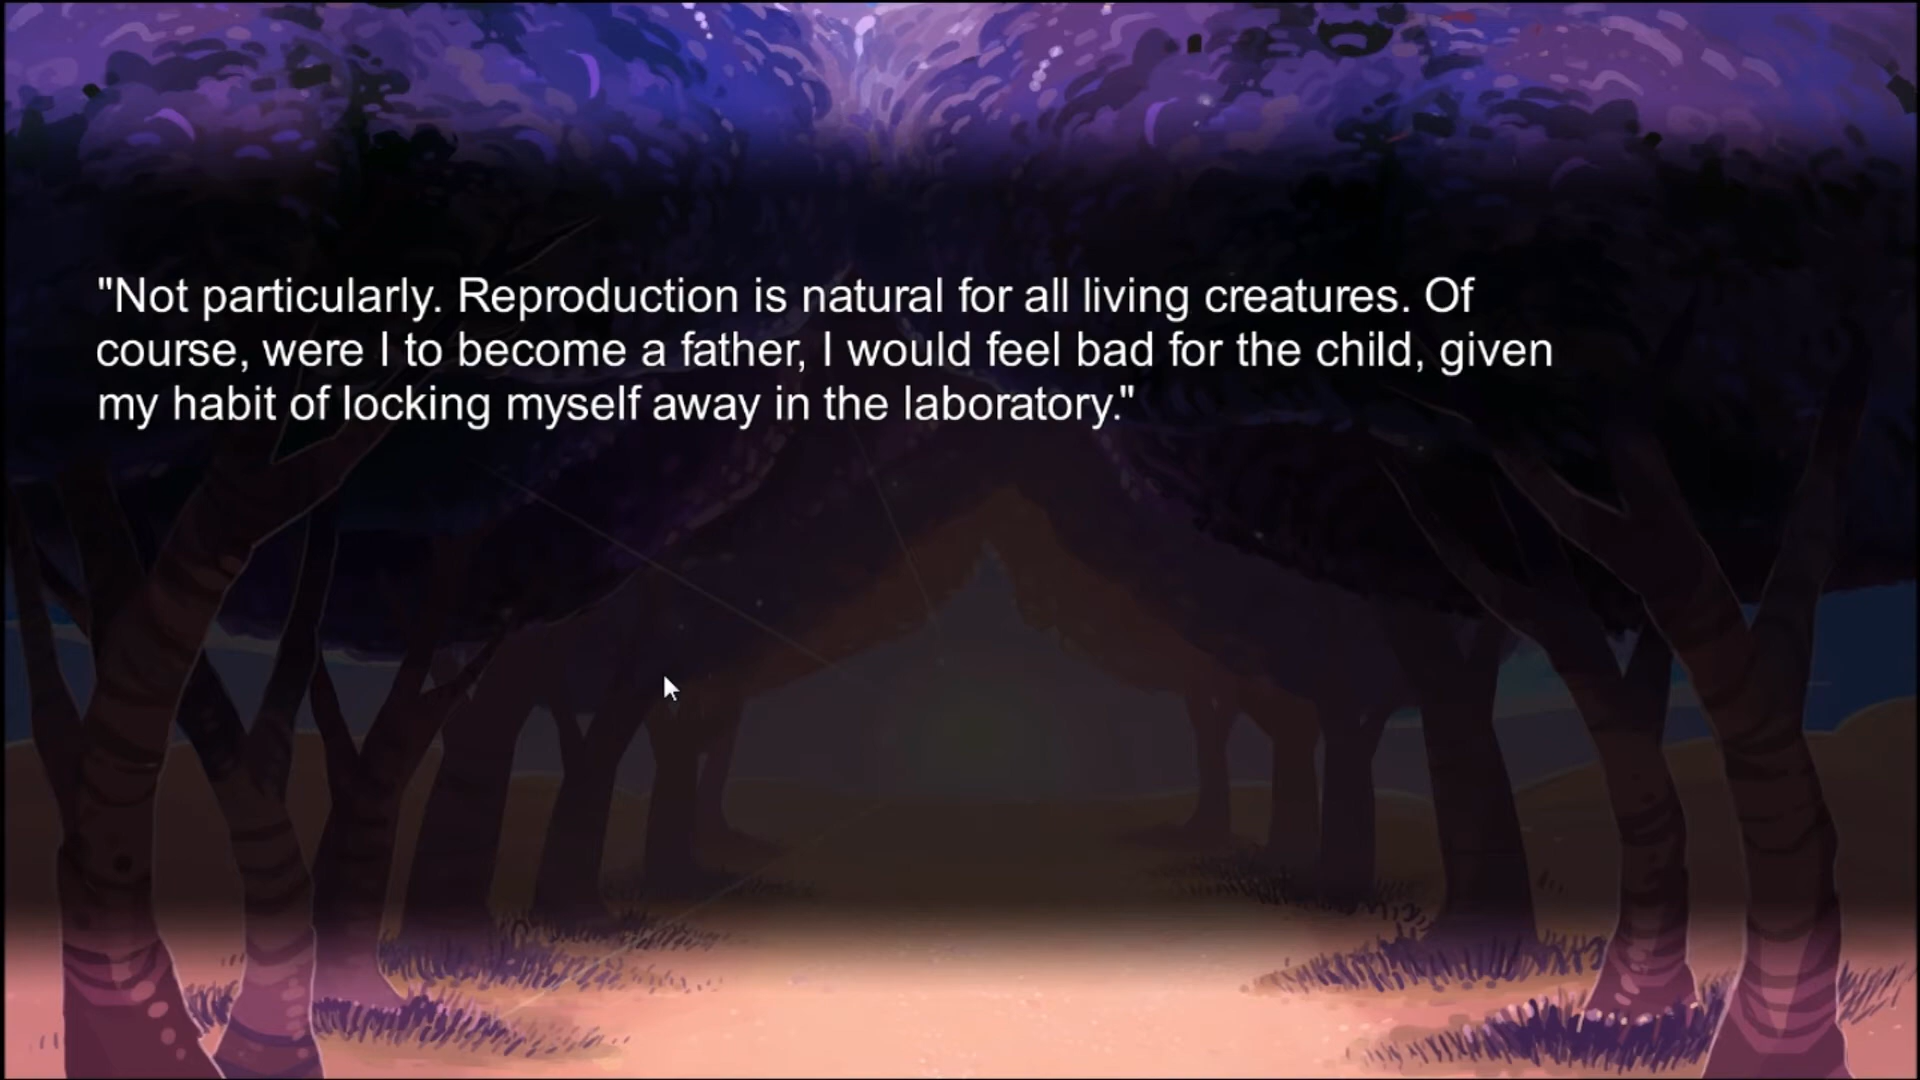 "Not particularly. Reproduction is natural for all living creatures. Of
course, were I to become a father, I would feel bad for the child, given
my habit of locking myself away in the laboratory."